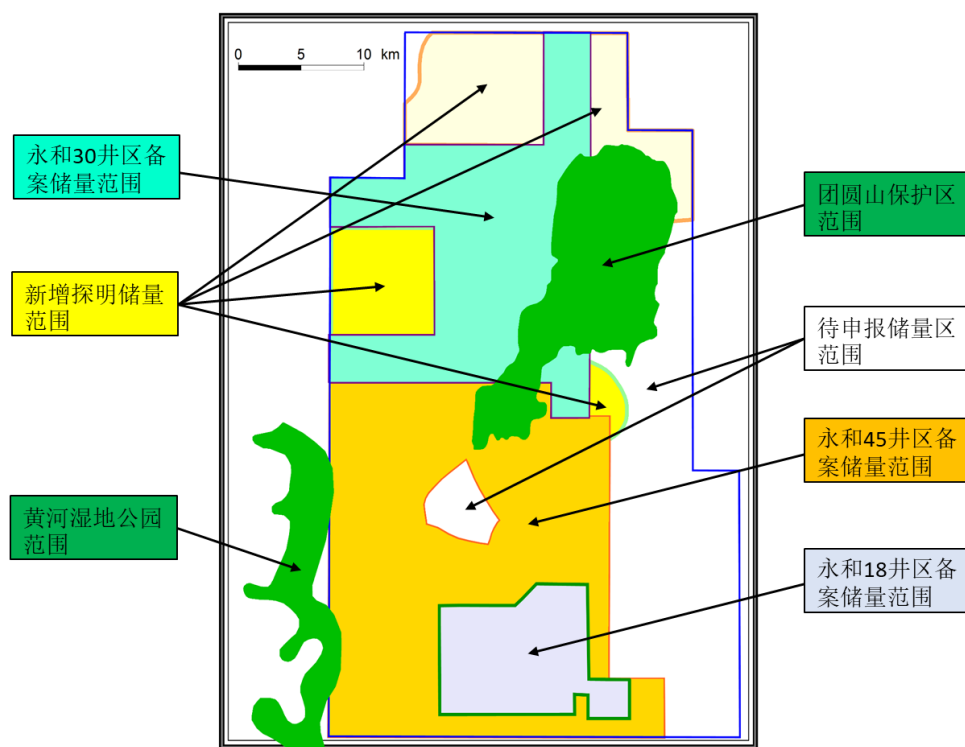 0 5 10 km
永和30井区备
案储量范围
新增探明储量
范围
黄河湿地公园
范围
团圆山保护区
范围
待申报储量区
范围
永和45井区备
案储量范围
永和18井区备
案储量范围